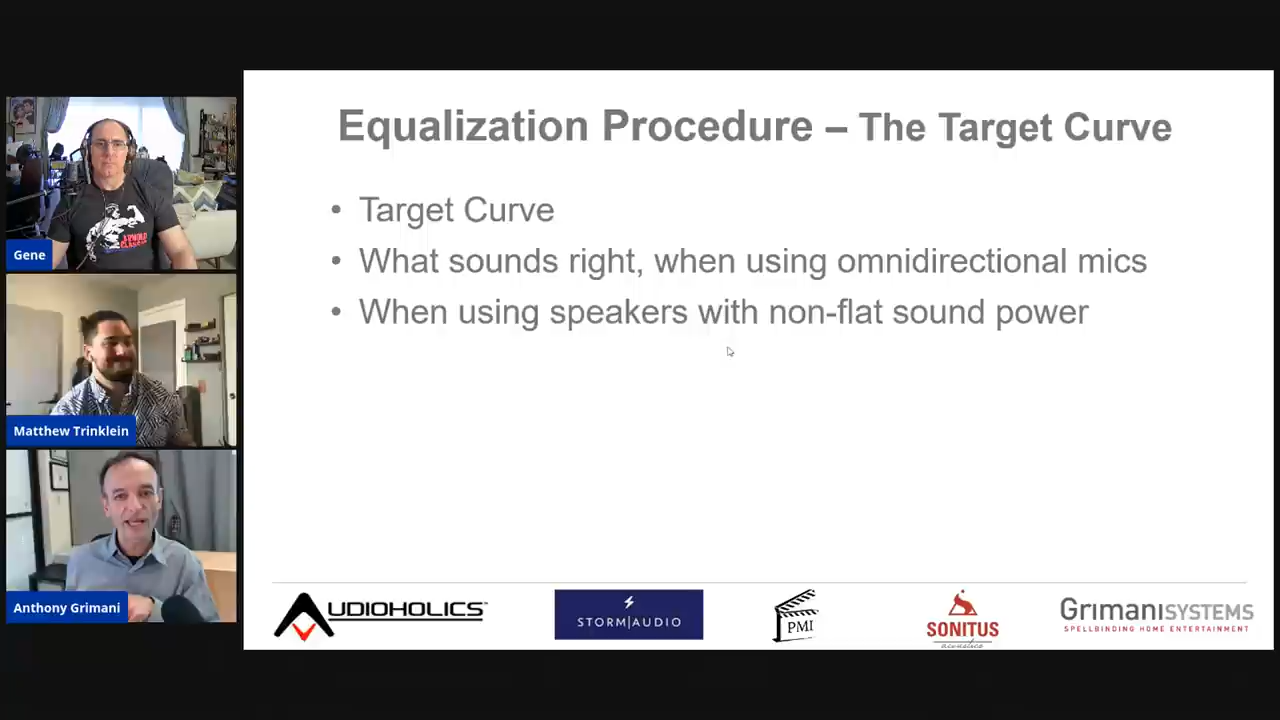 Equalization Procedure – The Target Curve
• Target Curve
• What sounds right, when using omnidirectional mics
• When using speakers with non-flat sound power
Gene
Matthew Trinklein
Anthony Grimani
AUDIOHOLICS
STORM|AUDIO
PMI
SONITUS
acoustics
GRIMANISYSTEMS
SPELLBINDING HOME ENTERTAINMENT